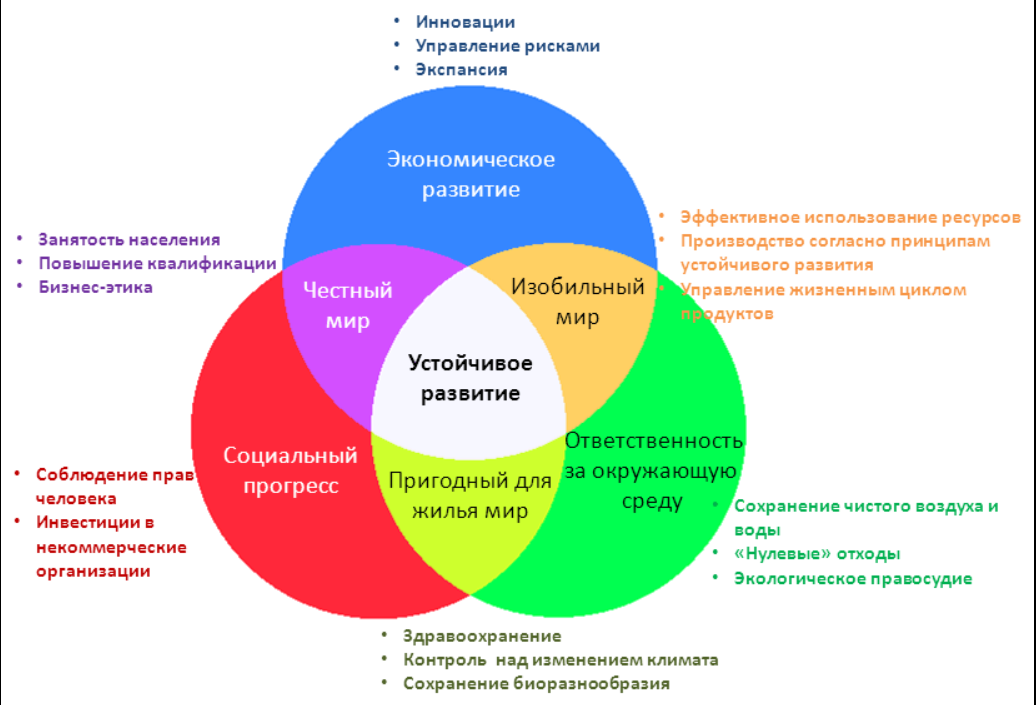 • Инновации
• Управление рисками
• Экспансия
Экономическое
развитие
• Занятость населения
• Повышение квалификации
• Бизнес-этика
Честный
мир
Изобильный
мир
• Эффективное использование ресурсов
• Производство согласно принципам
устойчивого развития
• Управление жизненным циклом
продуктов
Устойчивое
развитие
Социальный
прогресс
Пригодный для
жилья мир
Ответственность
за окружающую
среду
• Соблюдение прав
человека
• Инвестиции в
некоммерческие
организации
• Сохранение чистого воздуха и
воды
• «Нулевые» отходы
• Экологическое правосудие
• Здравоохранение
• Контроль над изменением климата
• Сохранение биоразнообразия